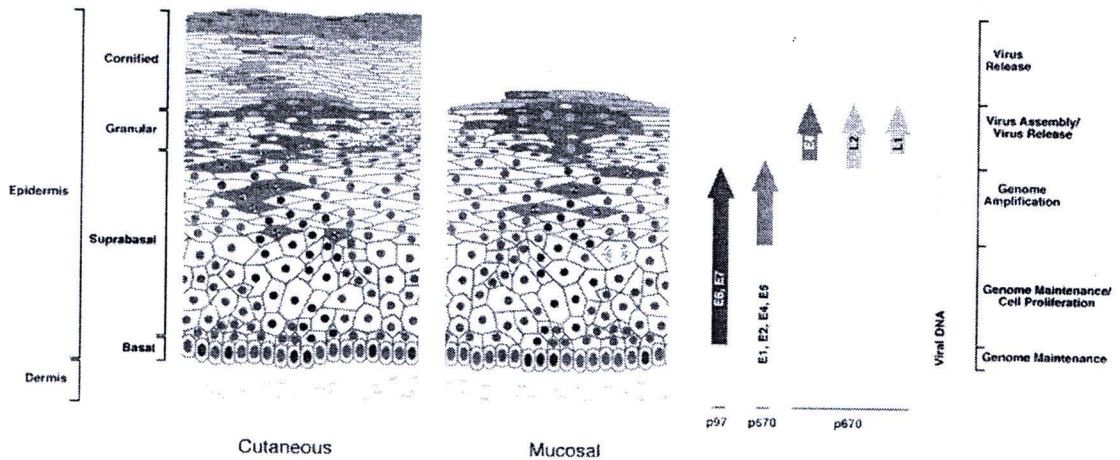 Epidermis
Dermis
Cornified
Granular
Suprabasal
Basal
Cutaneous
Mucosal
E6, E7
E1, E2, E4, E5
L2
L1
Viral DNA
p97
p570
p670
Virus
Release
Virus Assembly/
Virus Release
Genome
Amplification
Genome Maintenance/
Cell Proliferation
Genome Maintenance